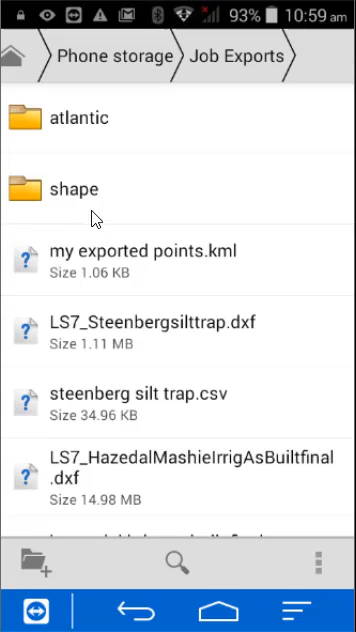 93% 10:59 am
Phone storage Job Exports
atlantic
shape
my exported points.kml
Size 1.06 KB
LS7_Steenbergsilttrap.dxf
Size 1.11 MB
steenberg silt trap.csv
Size 34.96 KB
LS7_HazedalMashieIrrigAsBuiltfinal
.dxf
Size 14.98 MB